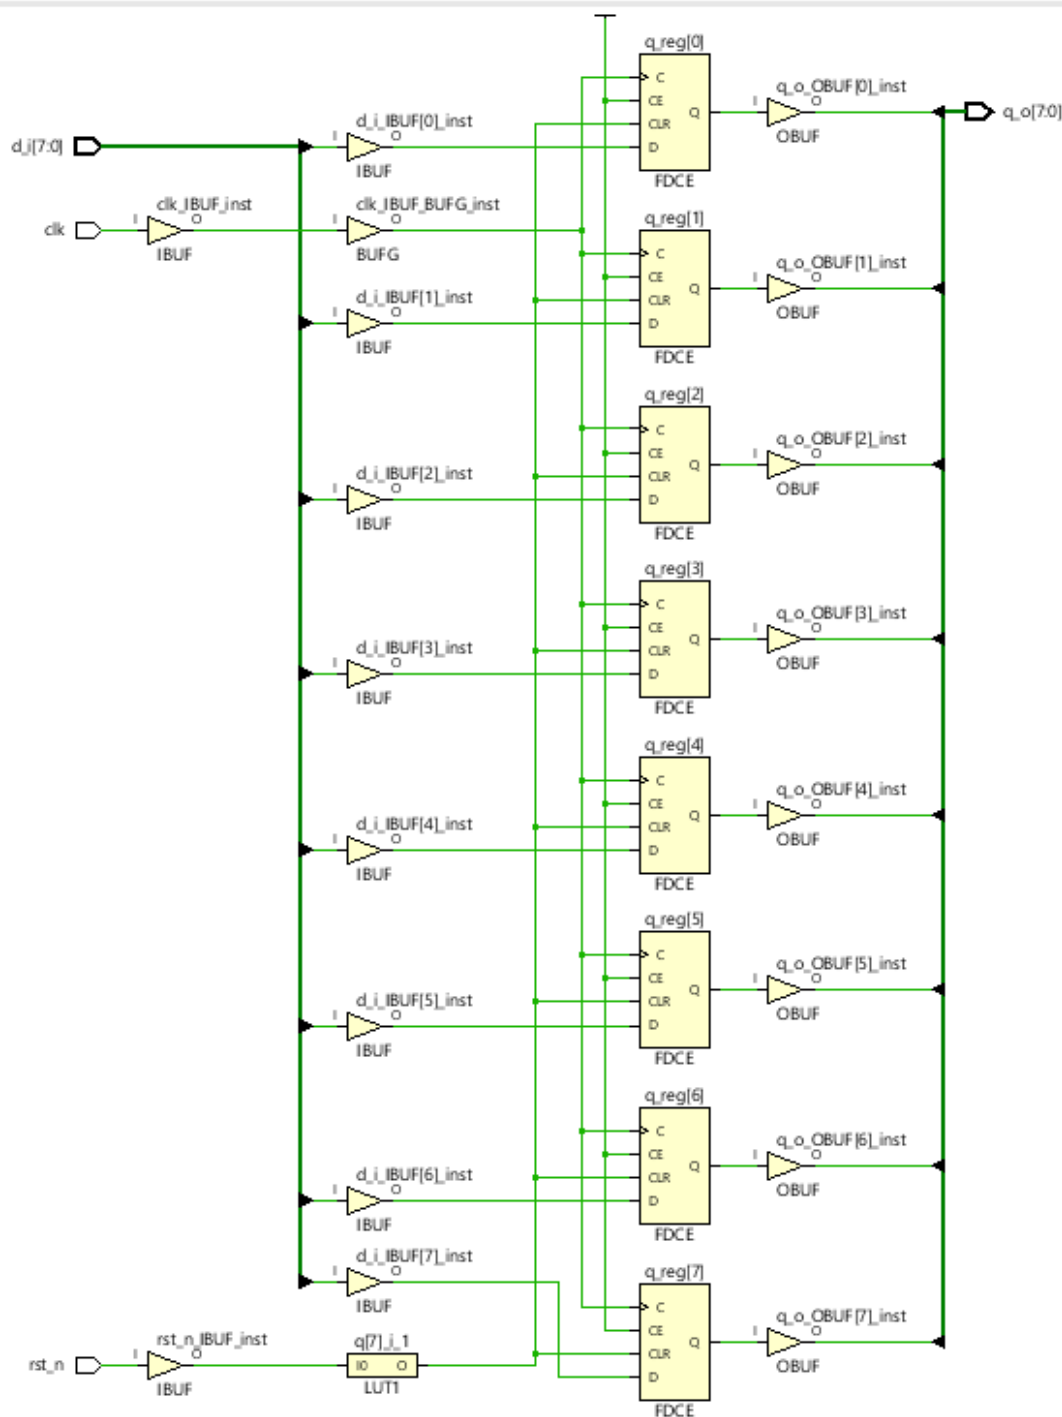 q_reg[0]
C
CE
CLR
D
Q
FDCE
q_o_OBUF[0]_inst
I
O
OBUF
q_o[7:0]
d_i[7:0]
d_i_IBUF[0]_inst
I
O
IBUF
clk
clk_IBUF_inst
I
O
IBUF
clk_IBUF_BUFG_inst
I
O
BUFG
q_reg[1]
C
CE
CLR
D
Q
FDCE
q_o_OBUF[1]_inst
I
O
OBUF
d_i_IBUF[1]_inst
I
O
IBUF
q_reg[2]
C
CE
CLR
D
Q
FDCE
q_o_OBUF[2]_inst
I
O
OBUF
d_i_IBUF[2]_inst
I
O
IBUF
q_reg[3]
C
CE
CLR
D
Q
FDCE
q_o_OBUF[3]_inst
I
O
OBUF
d_i_IBUF[3]_inst
I
O
IBUF
q_reg[4]
C
CE
CLR
D
Q
FDCE
q_o_OBUF[4]_inst
I
O
OBUF
d_i_IBUF[4]_inst
I
O
IBUF
q_reg[5]
C
CE
CLR
D
Q
FDCE
q_o_OBUF[5]_inst
I
O
OBUF
d_i_IBUF[5]_inst
I
O
IBUF
q_reg[6]
C
CE
CLR
D
Q
FDCE
q_o_OBUF[6]_inst
I
O
OBUF
d_i_IBUF[6]_inst
I
O
IBUF
d_i_IBUF[7]_inst
I
O
IBUF
q_reg[7]
C
CE
CLR
D
Q
FDCE
q_o_OBUF[7]_inst
I
O
OBUF
rst_n
rst_n_IBUF_inst
I
O
IBUF
q[7]_i_1
I0
O
LUT1